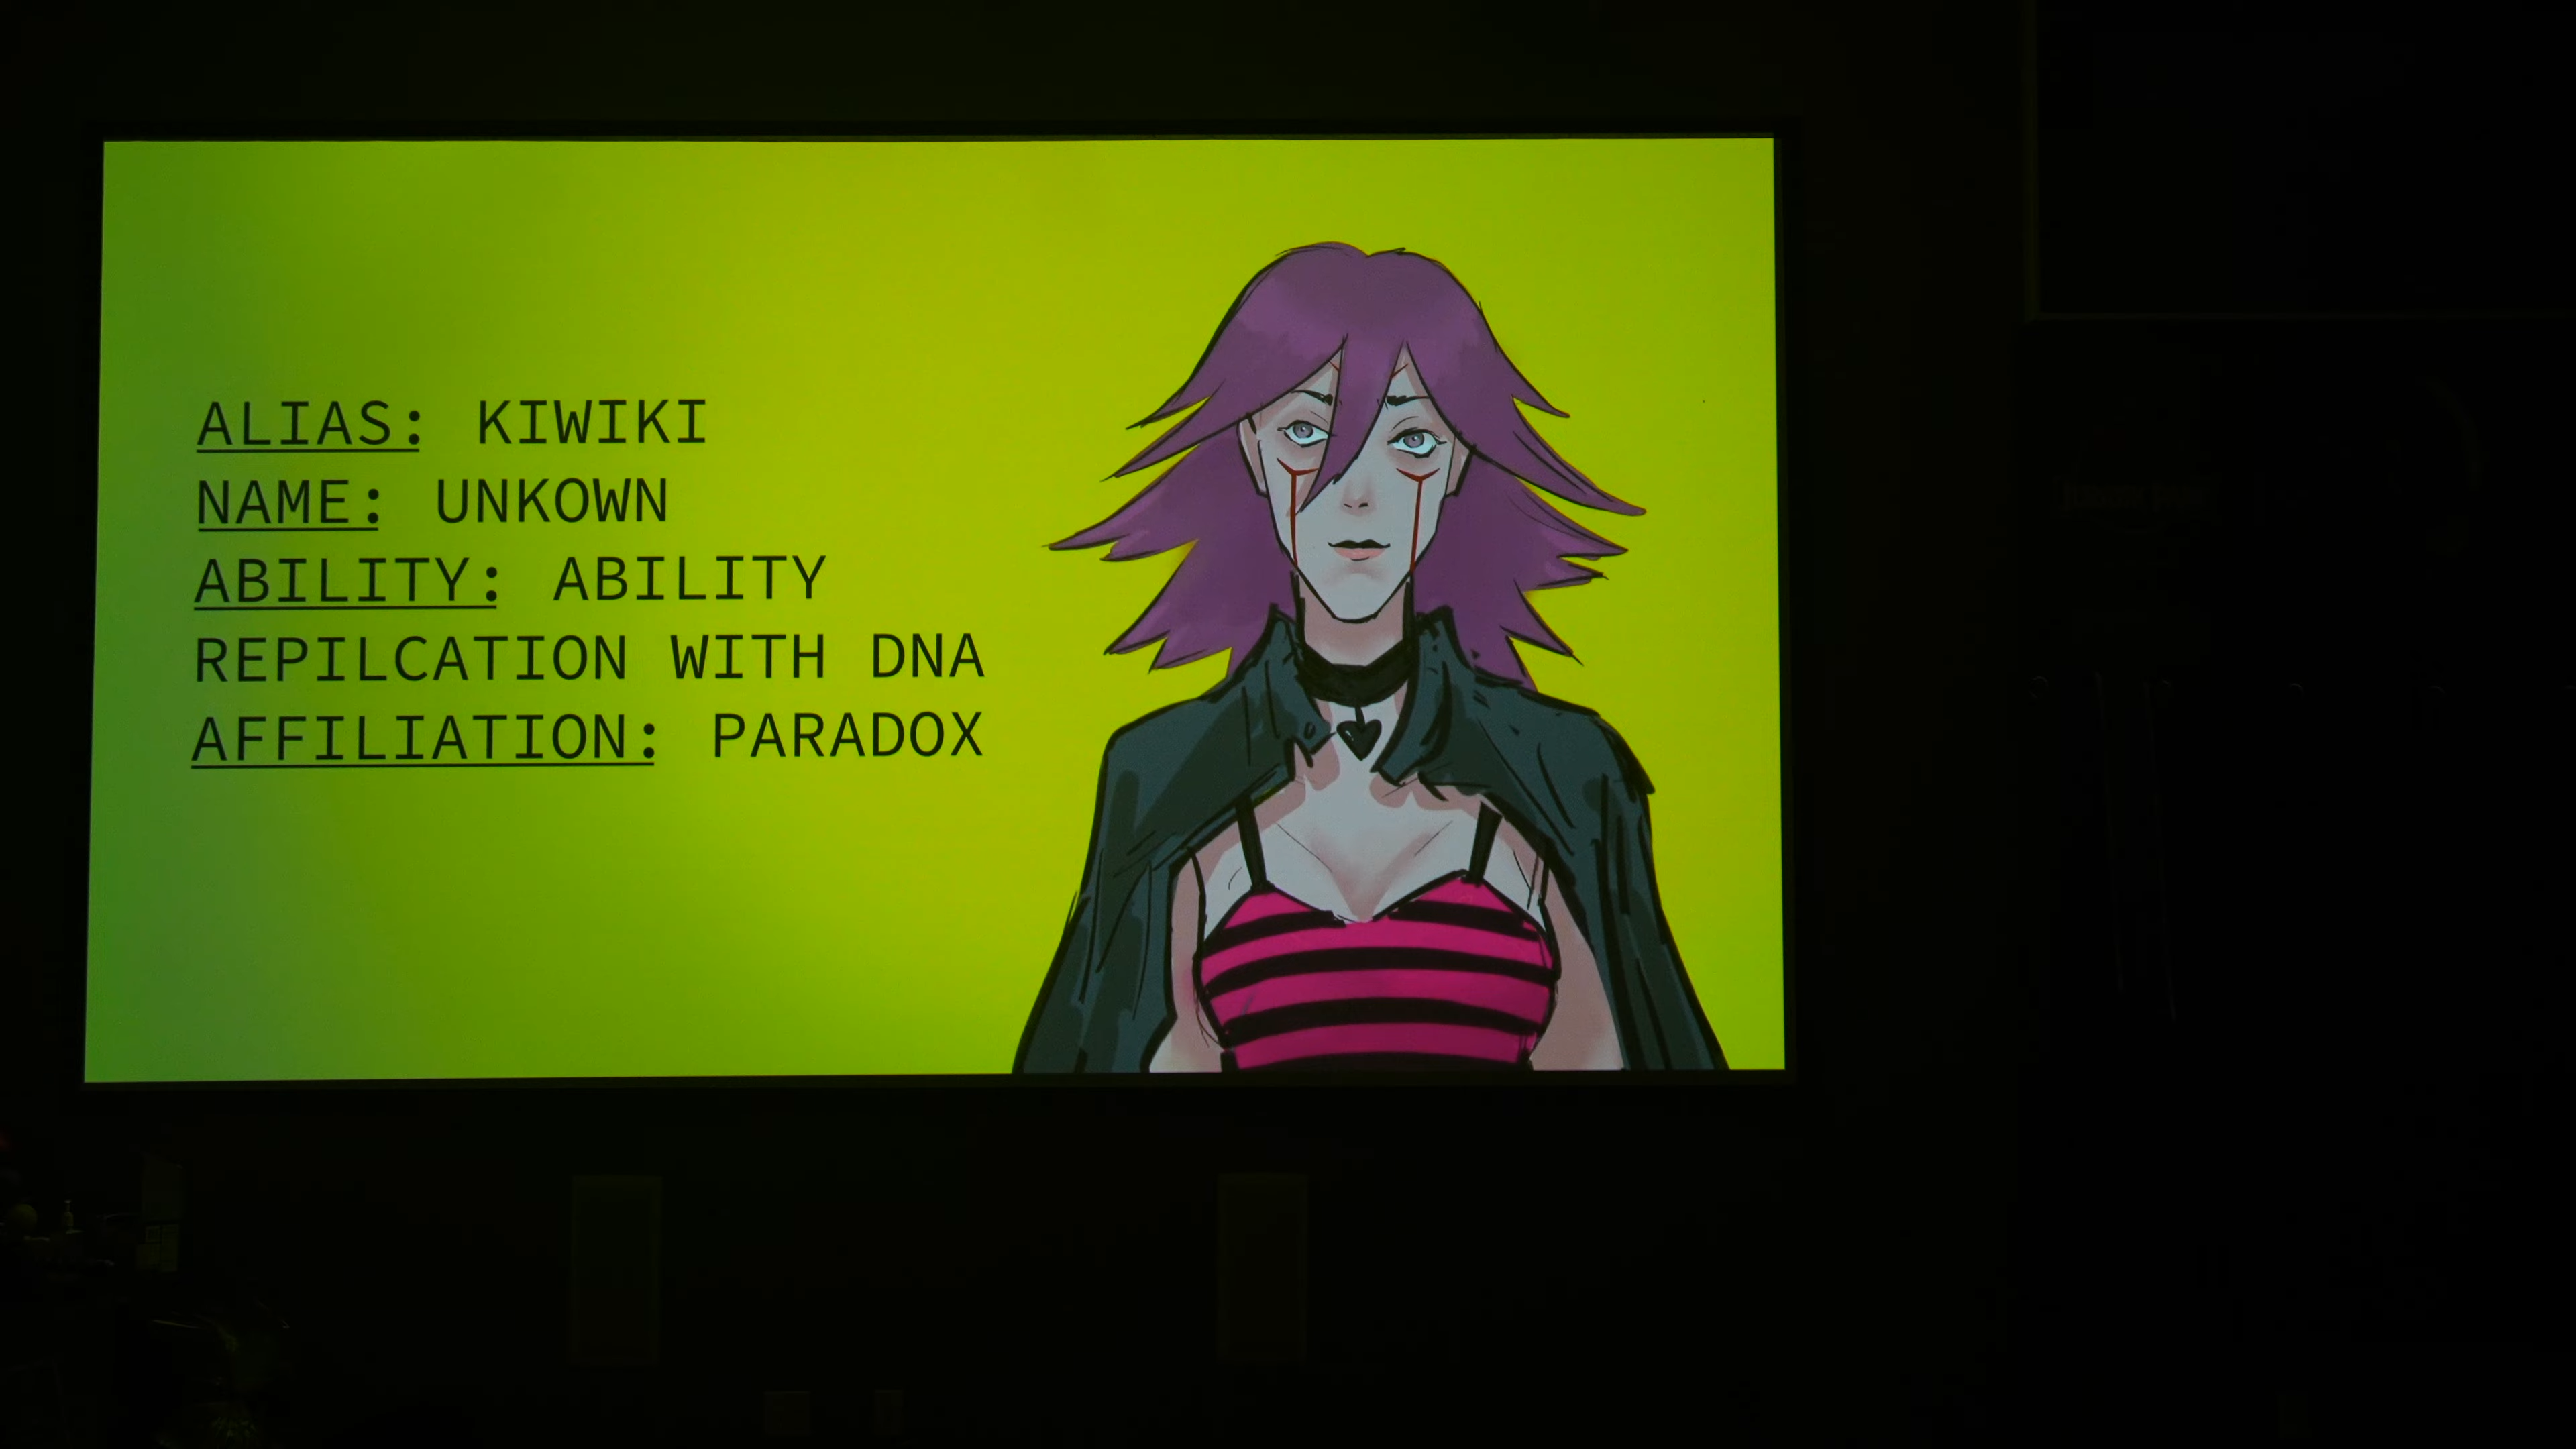 ALIAS: KIWIKI
NAME: UNKOWN
ABILITY: ABILITY
REPILCATION WITH DNA
AFFILIATION: PARADOX